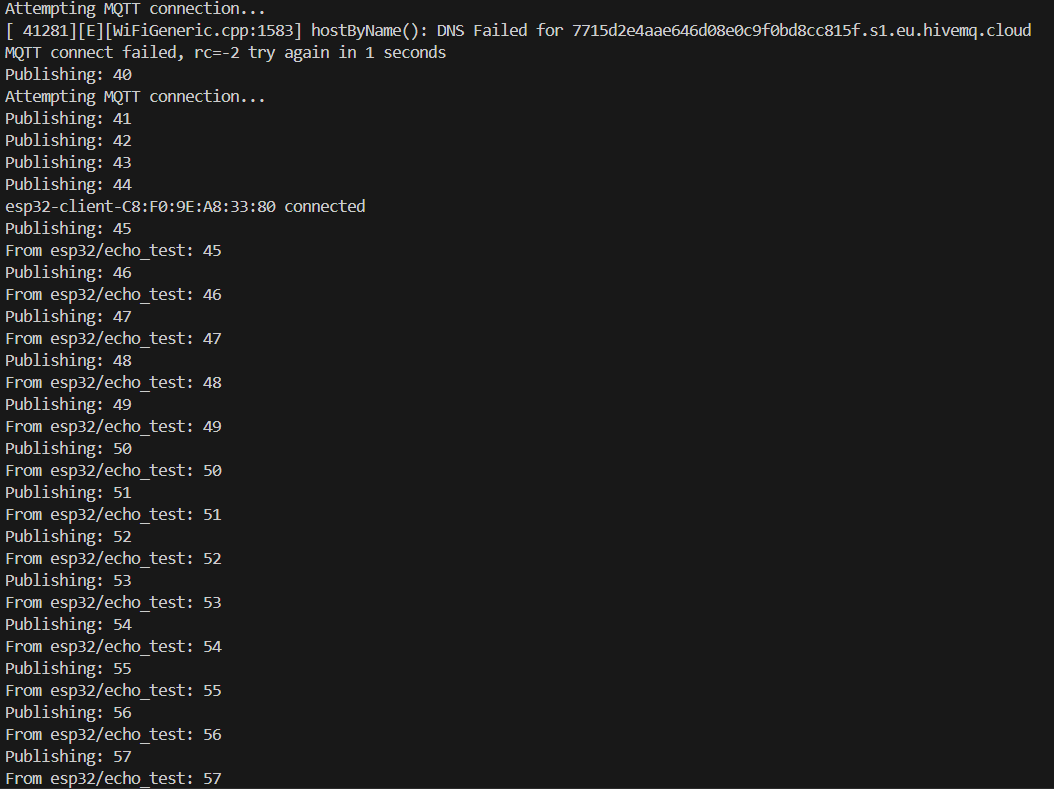 Attempting MQTT connection...
[ 41281][E][WiFiGeneric.cpp:1583] hostByName(): DNS Failed for 7715d2e4aae646d08e0c9f0bd8cc815f.s1.eu.hivemq.cloud
MQTT connect failed, rc=-2 try again in 1 seconds
Publishing: 40
Attempting MQTT connection...
Publishing: 41
Publishing: 42
Publishing: 43
Publishing: 44
esp32-client-C8:F0:9E:A8:33:80 connected
Publishing: 45
From esp32/echo_test: 45
Publishing: 46
From esp32/echo_test: 46
Publishing: 47
From esp32/echo_test: 47
Publishing: 48
From esp32/echo_test: 48
Publishing: 49
From esp32/echo_test: 49
Publishing: 50
From esp32/echo_test: 50
Publishing: 51
From esp32/echo_test: 51
Publishing: 52
From esp32/echo_test: 52
Publishing: 53
From esp32/echo_test: 53
Publishing: 54
From esp32/echo_test: 54
Publishing: 55
From esp32/echo_test: 55
Publishing: 56
From esp32/echo_test: 56
Publishing: 57
From esp32/echo_test: 57